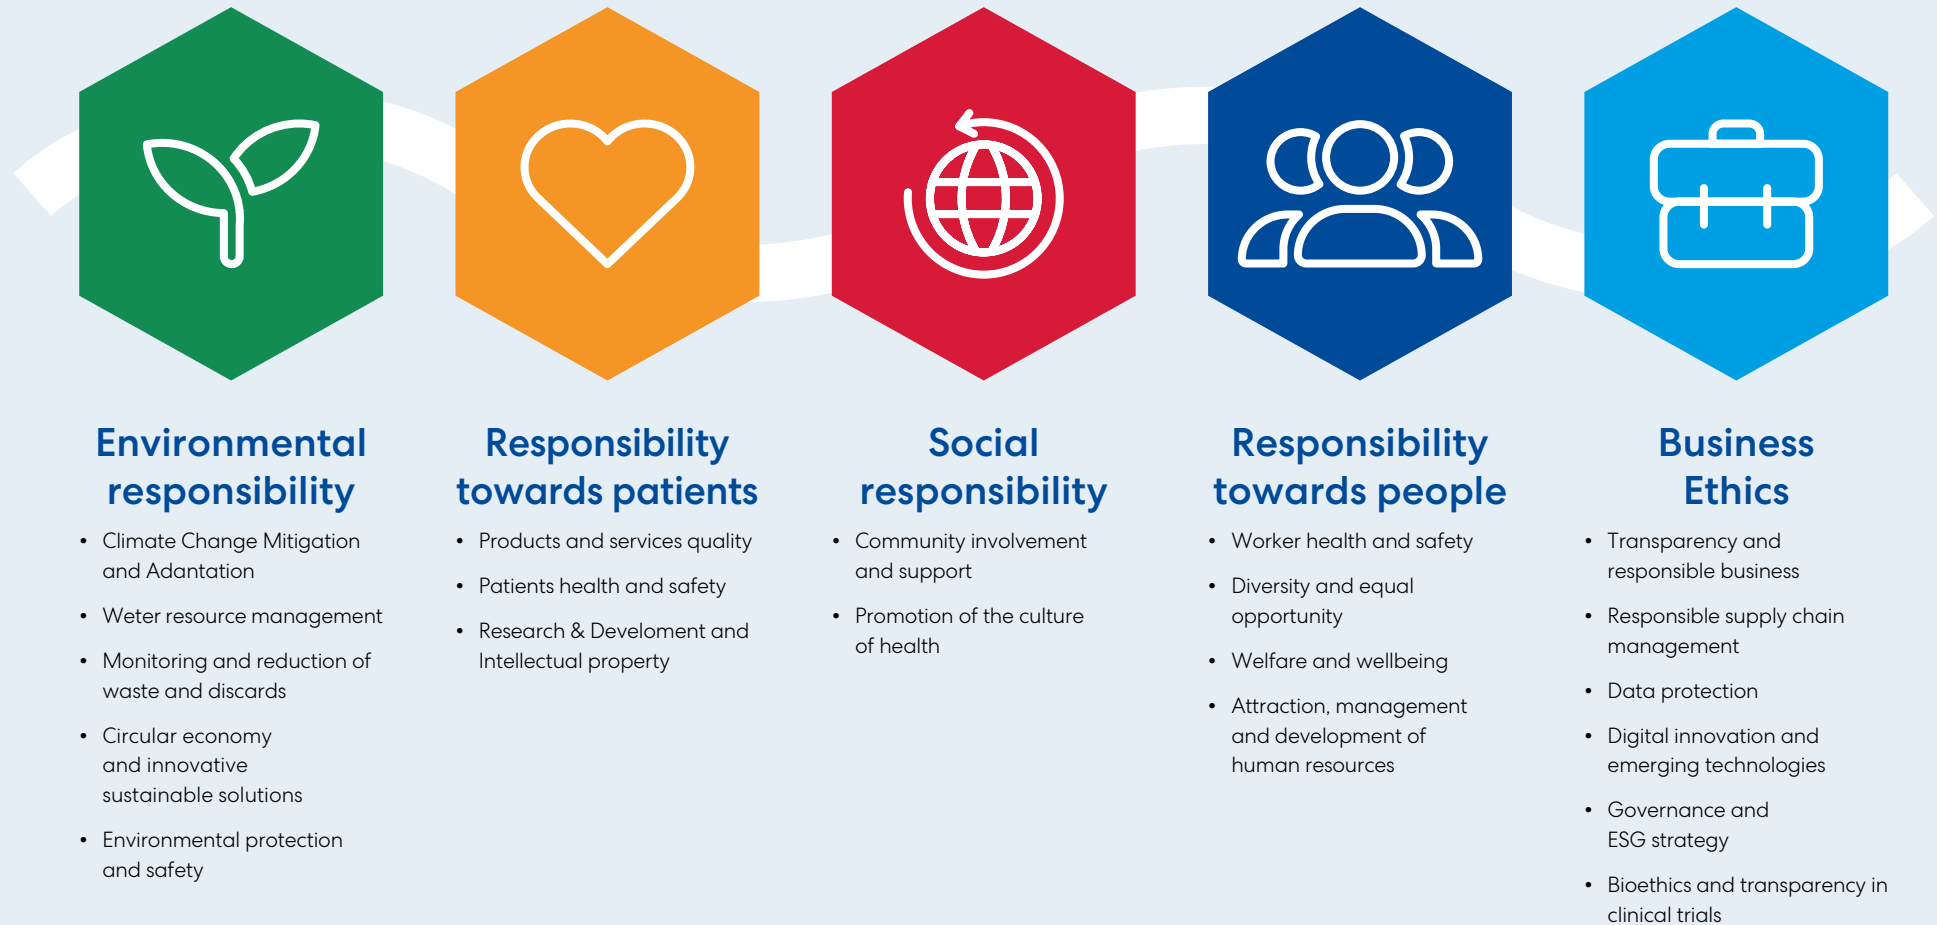 Environmental
responsibility
• Climate Change Mitigation
and Adantation
• Weter resource management
• Monitoring and reduction of
waste and discards
• Circular economy
and innovative
sustainable solutions
• Environmental protection
and safety
Responsibility
towards patients
• Products and services quality
• Patients health and safety
• Research & Develoment and
Intellectual property
Social
responsibility
• Community involvement
and support
• Promotion of the culture
of health
Responsibility
towards people
• Worker health and safety
• Diversity and equal
opportunity
• Welfare and wellbeing
• Attraction, management
and development of
human resources
Business
Ethics
• Transparency and
responsible business
• Responsible supply chain
management
• Data protection
• Digital innovation and
emerging technologies
• Governance and
ESG strategy
• Bioethics and transparency in
clinical trials